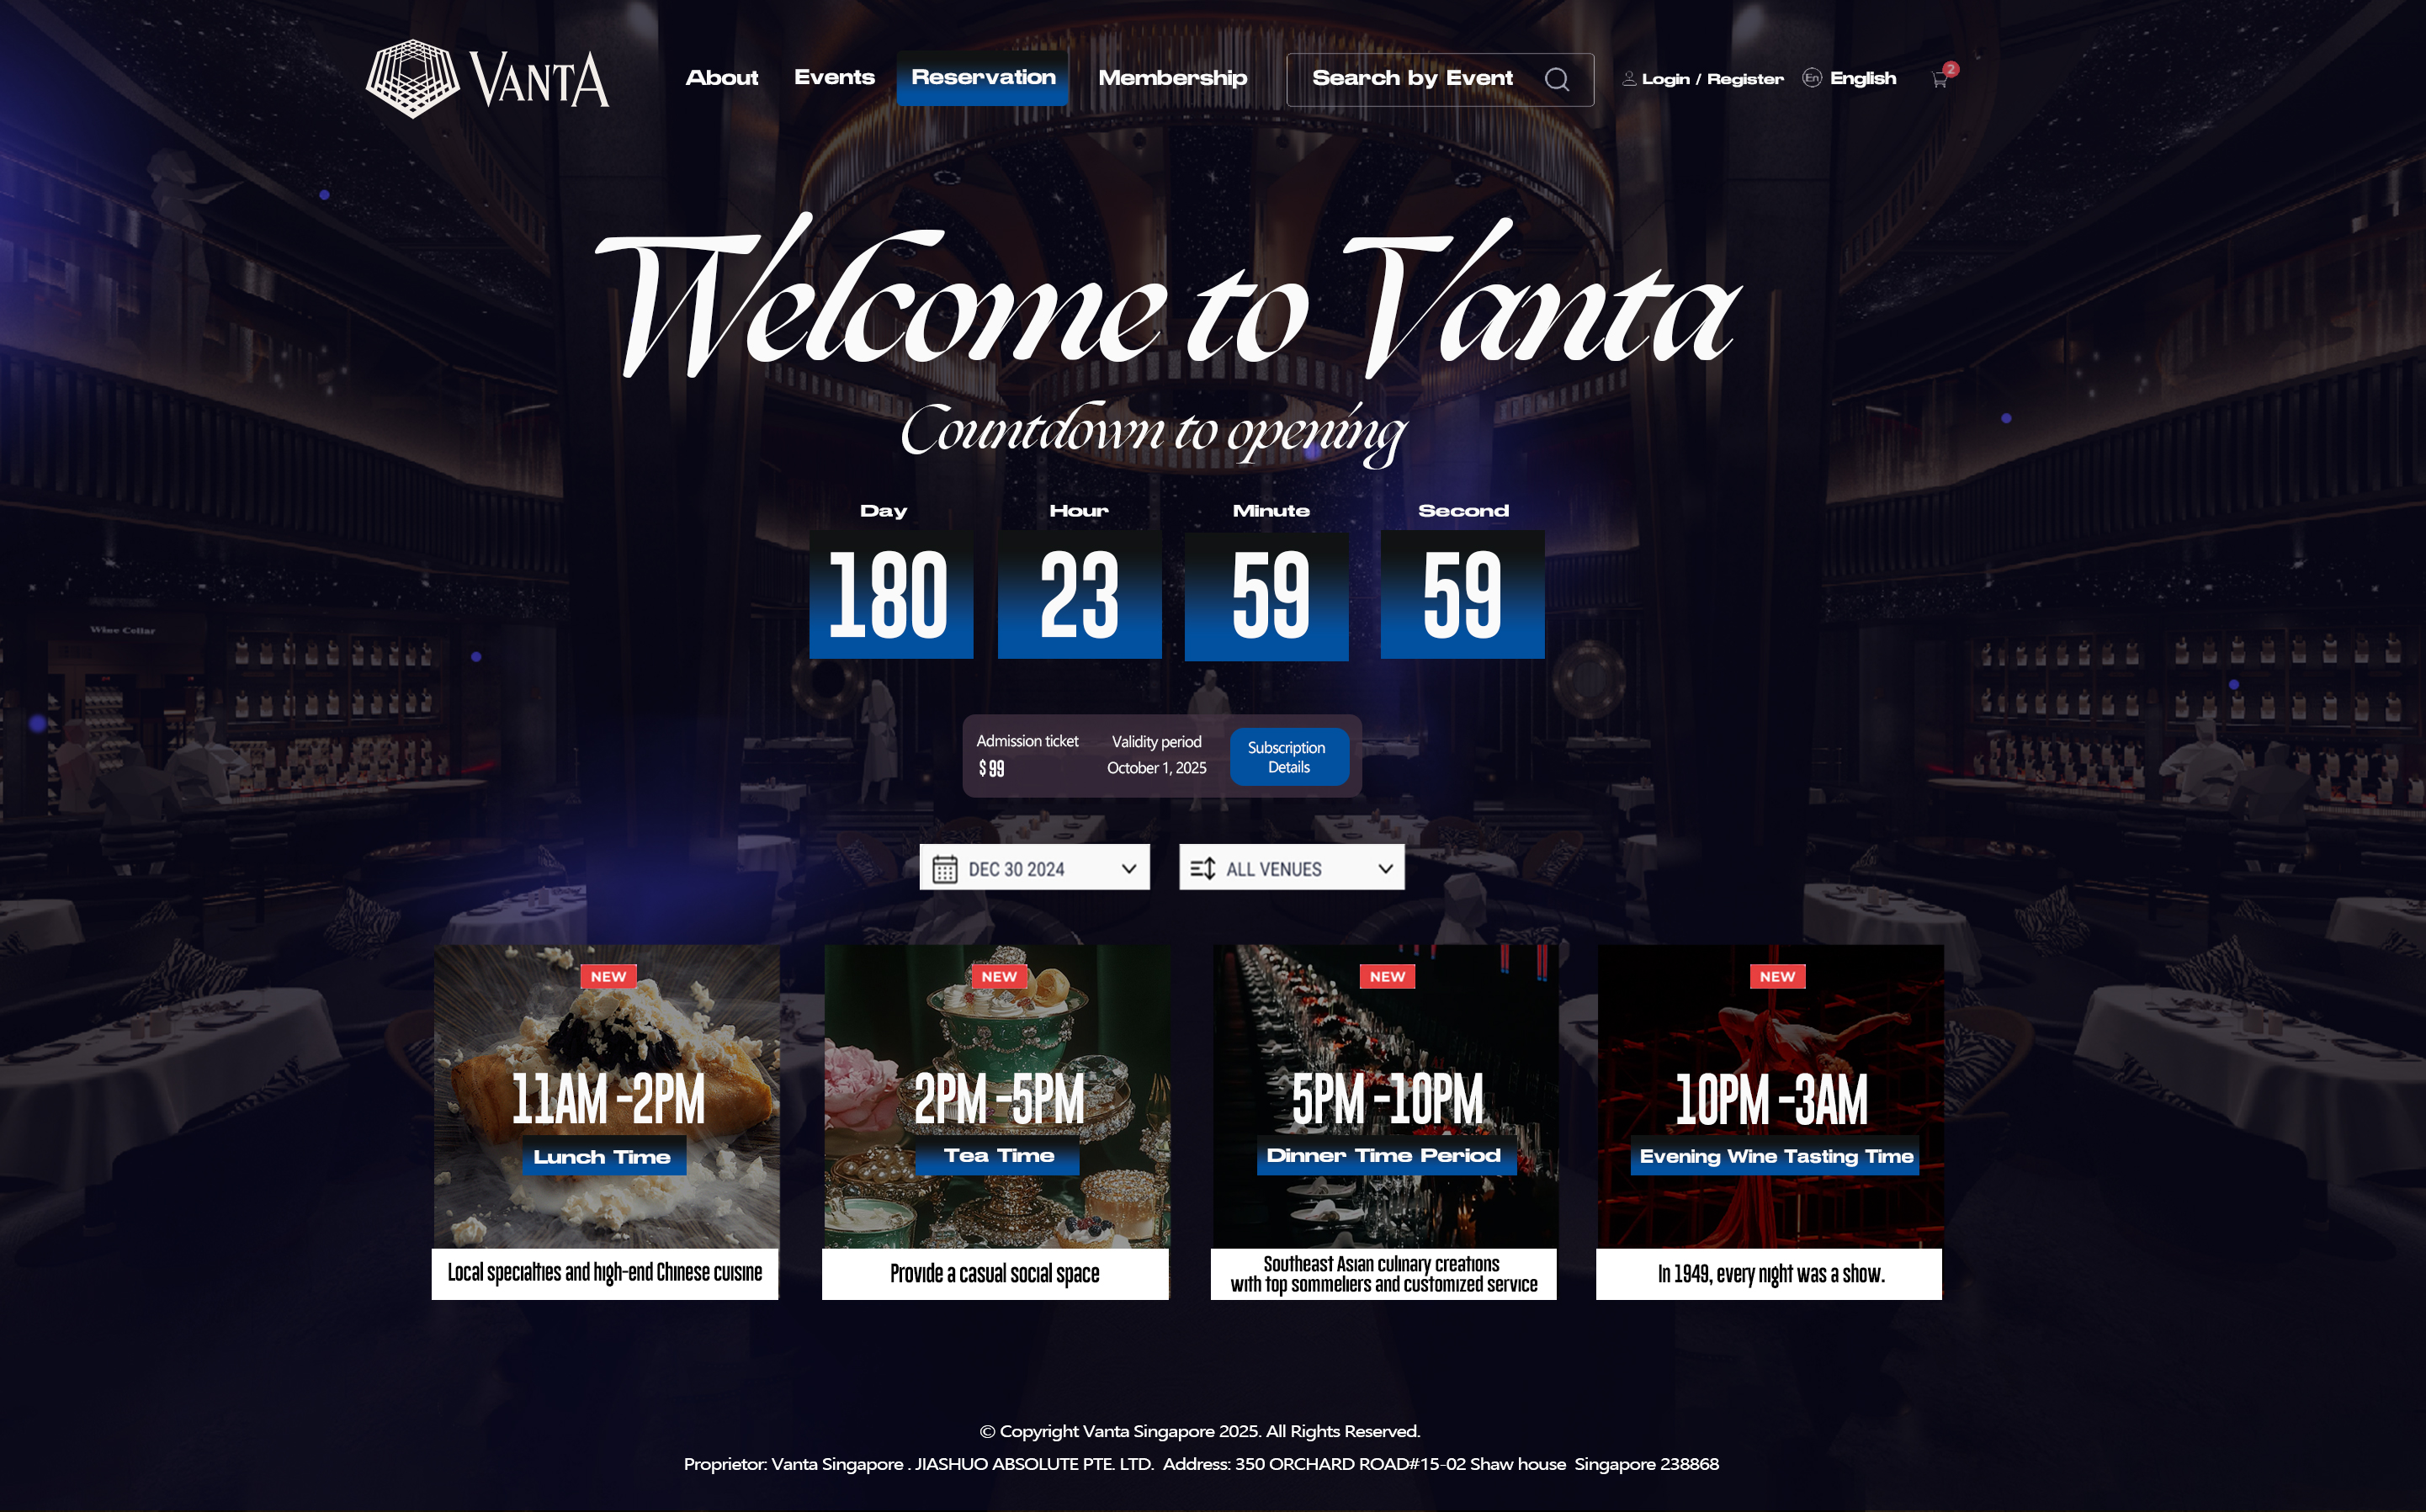 VANTA
About
Events
Reservation
Membership
Search by Event
Login / Register
En
English
2
Welcome to Vanta
Countdown to opening
Day
Hour
Minute
Second
180
23
59
59
Wine Cellar
Admission ticket
$ 99
Validity period
October 1, 2025
Subscription
Details
DEC 30 2024
ALL VENUES
NEW
11AM -2PM
Lunch Time
Local specialties and high-end Chinese cuisine
NEW
2PM -5PM
Tea Time
Provide a casual social space
NEW
5PM -10PM
Dinner Time Period
Southeast Asian culinary creations
with top sommeliers and customized service
NEW
10PM -3AM
Evening Wine Tasting Time
In 1949, every night was a show.
© Copyright Vanta Singapore 2025. All Rights Reserved.
Proprietor: Vanta Singapore . JIASHUO ABSOLUTE PTE. LTD. Address: 350 ORCHARD ROAD#15-02 Shaw house Singapore 238868